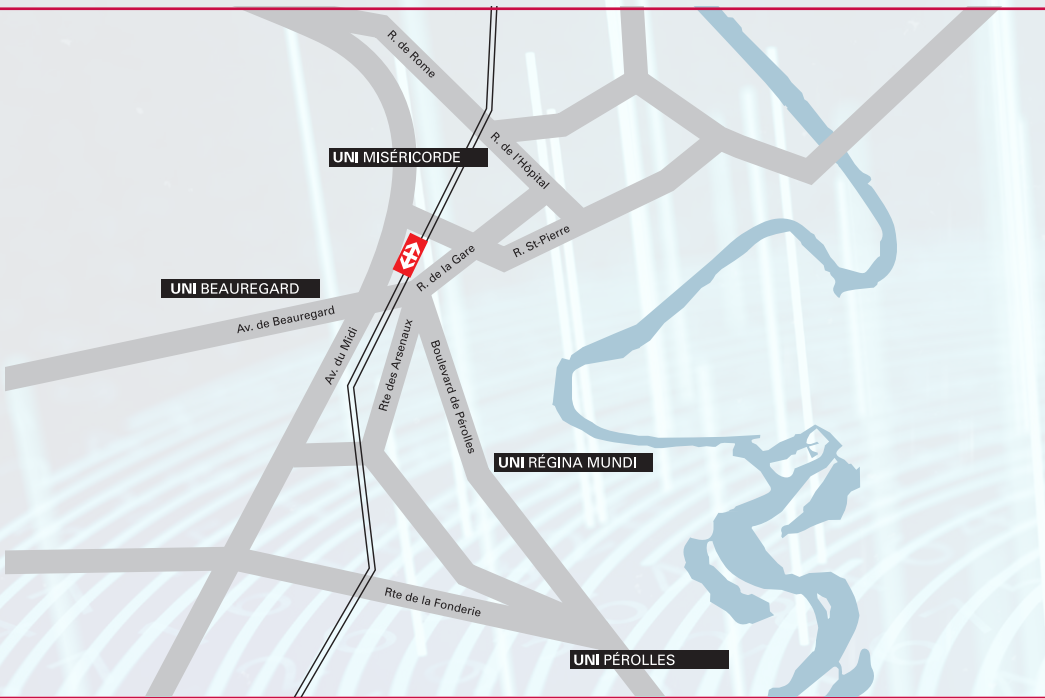 R. de Rome
UNI MISÉRICORDE
R. de l'Hôpital
R. St-Pierre
R. de la Gare
UNI BEAUREGARD
Av. de Beauregard
Av. du Midi
Rte des Arsenaux
Boulevard de Pérolles
UNI RÉGINA MUNDI
Rte de la Fonderie
UNI PÉROLLES